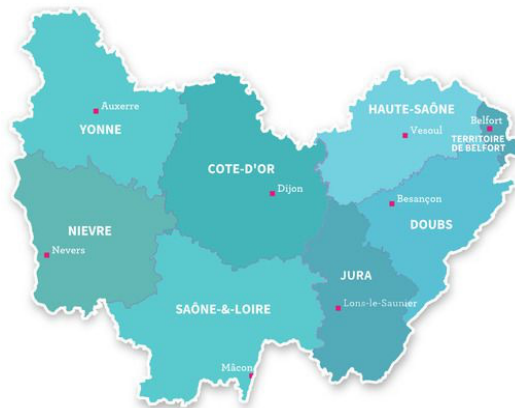 Auxerre
YONNE
HAUTE-SAÔNE
Vesoul
Belfort
TERRITOIRE
DE BELFORT
COTE-D'OR
Dijon
Besançon
DOUBS
NIEVRE
Nevers
JURA
SAÔNE-&-LOIRE
Lons-le-Saunier
Mâcon